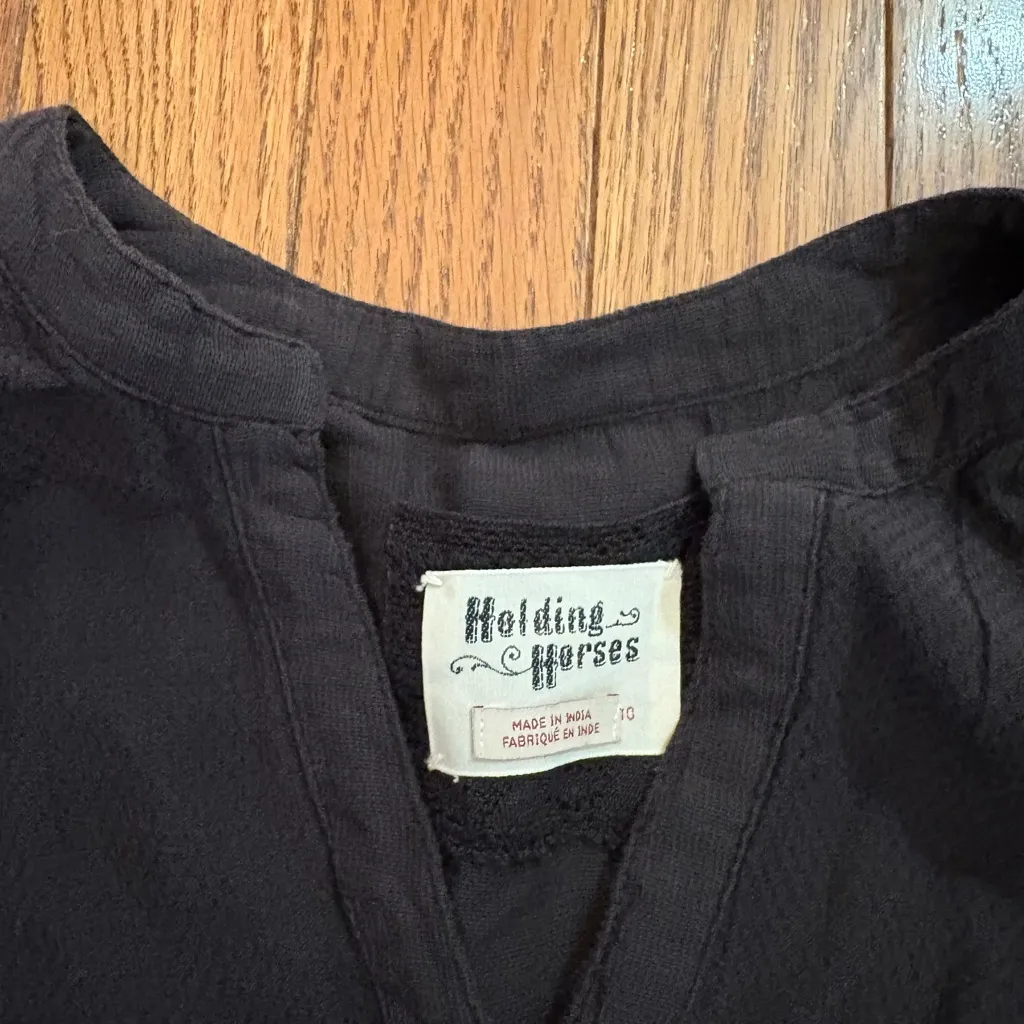 Holding
Horses
MADE IN INDIA
FABRIQUÉ EN INDE
10